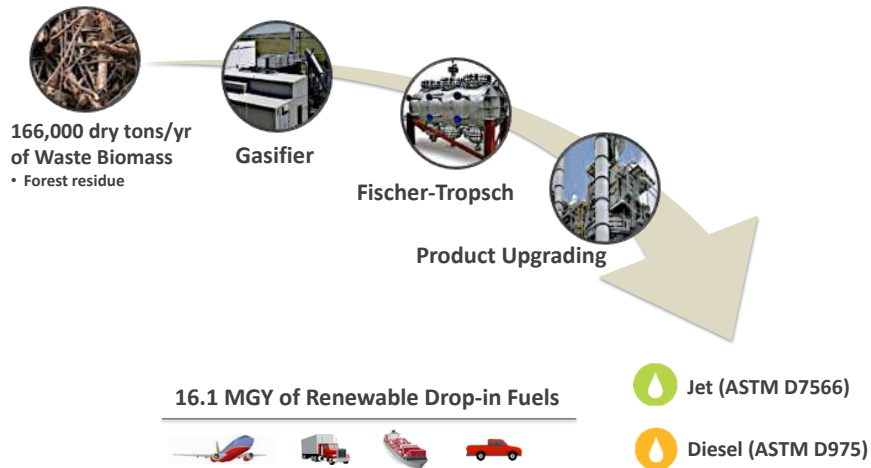 166,000 dry tons/yr
of Waste Biomass
• Forest residue
Gasifier
Fischer-Tropsch
Product Upgrading
16.1 MGY of Renewable Drop-in Fuels
Jet (ASTM D7566)
Diesel (ASTM D975)